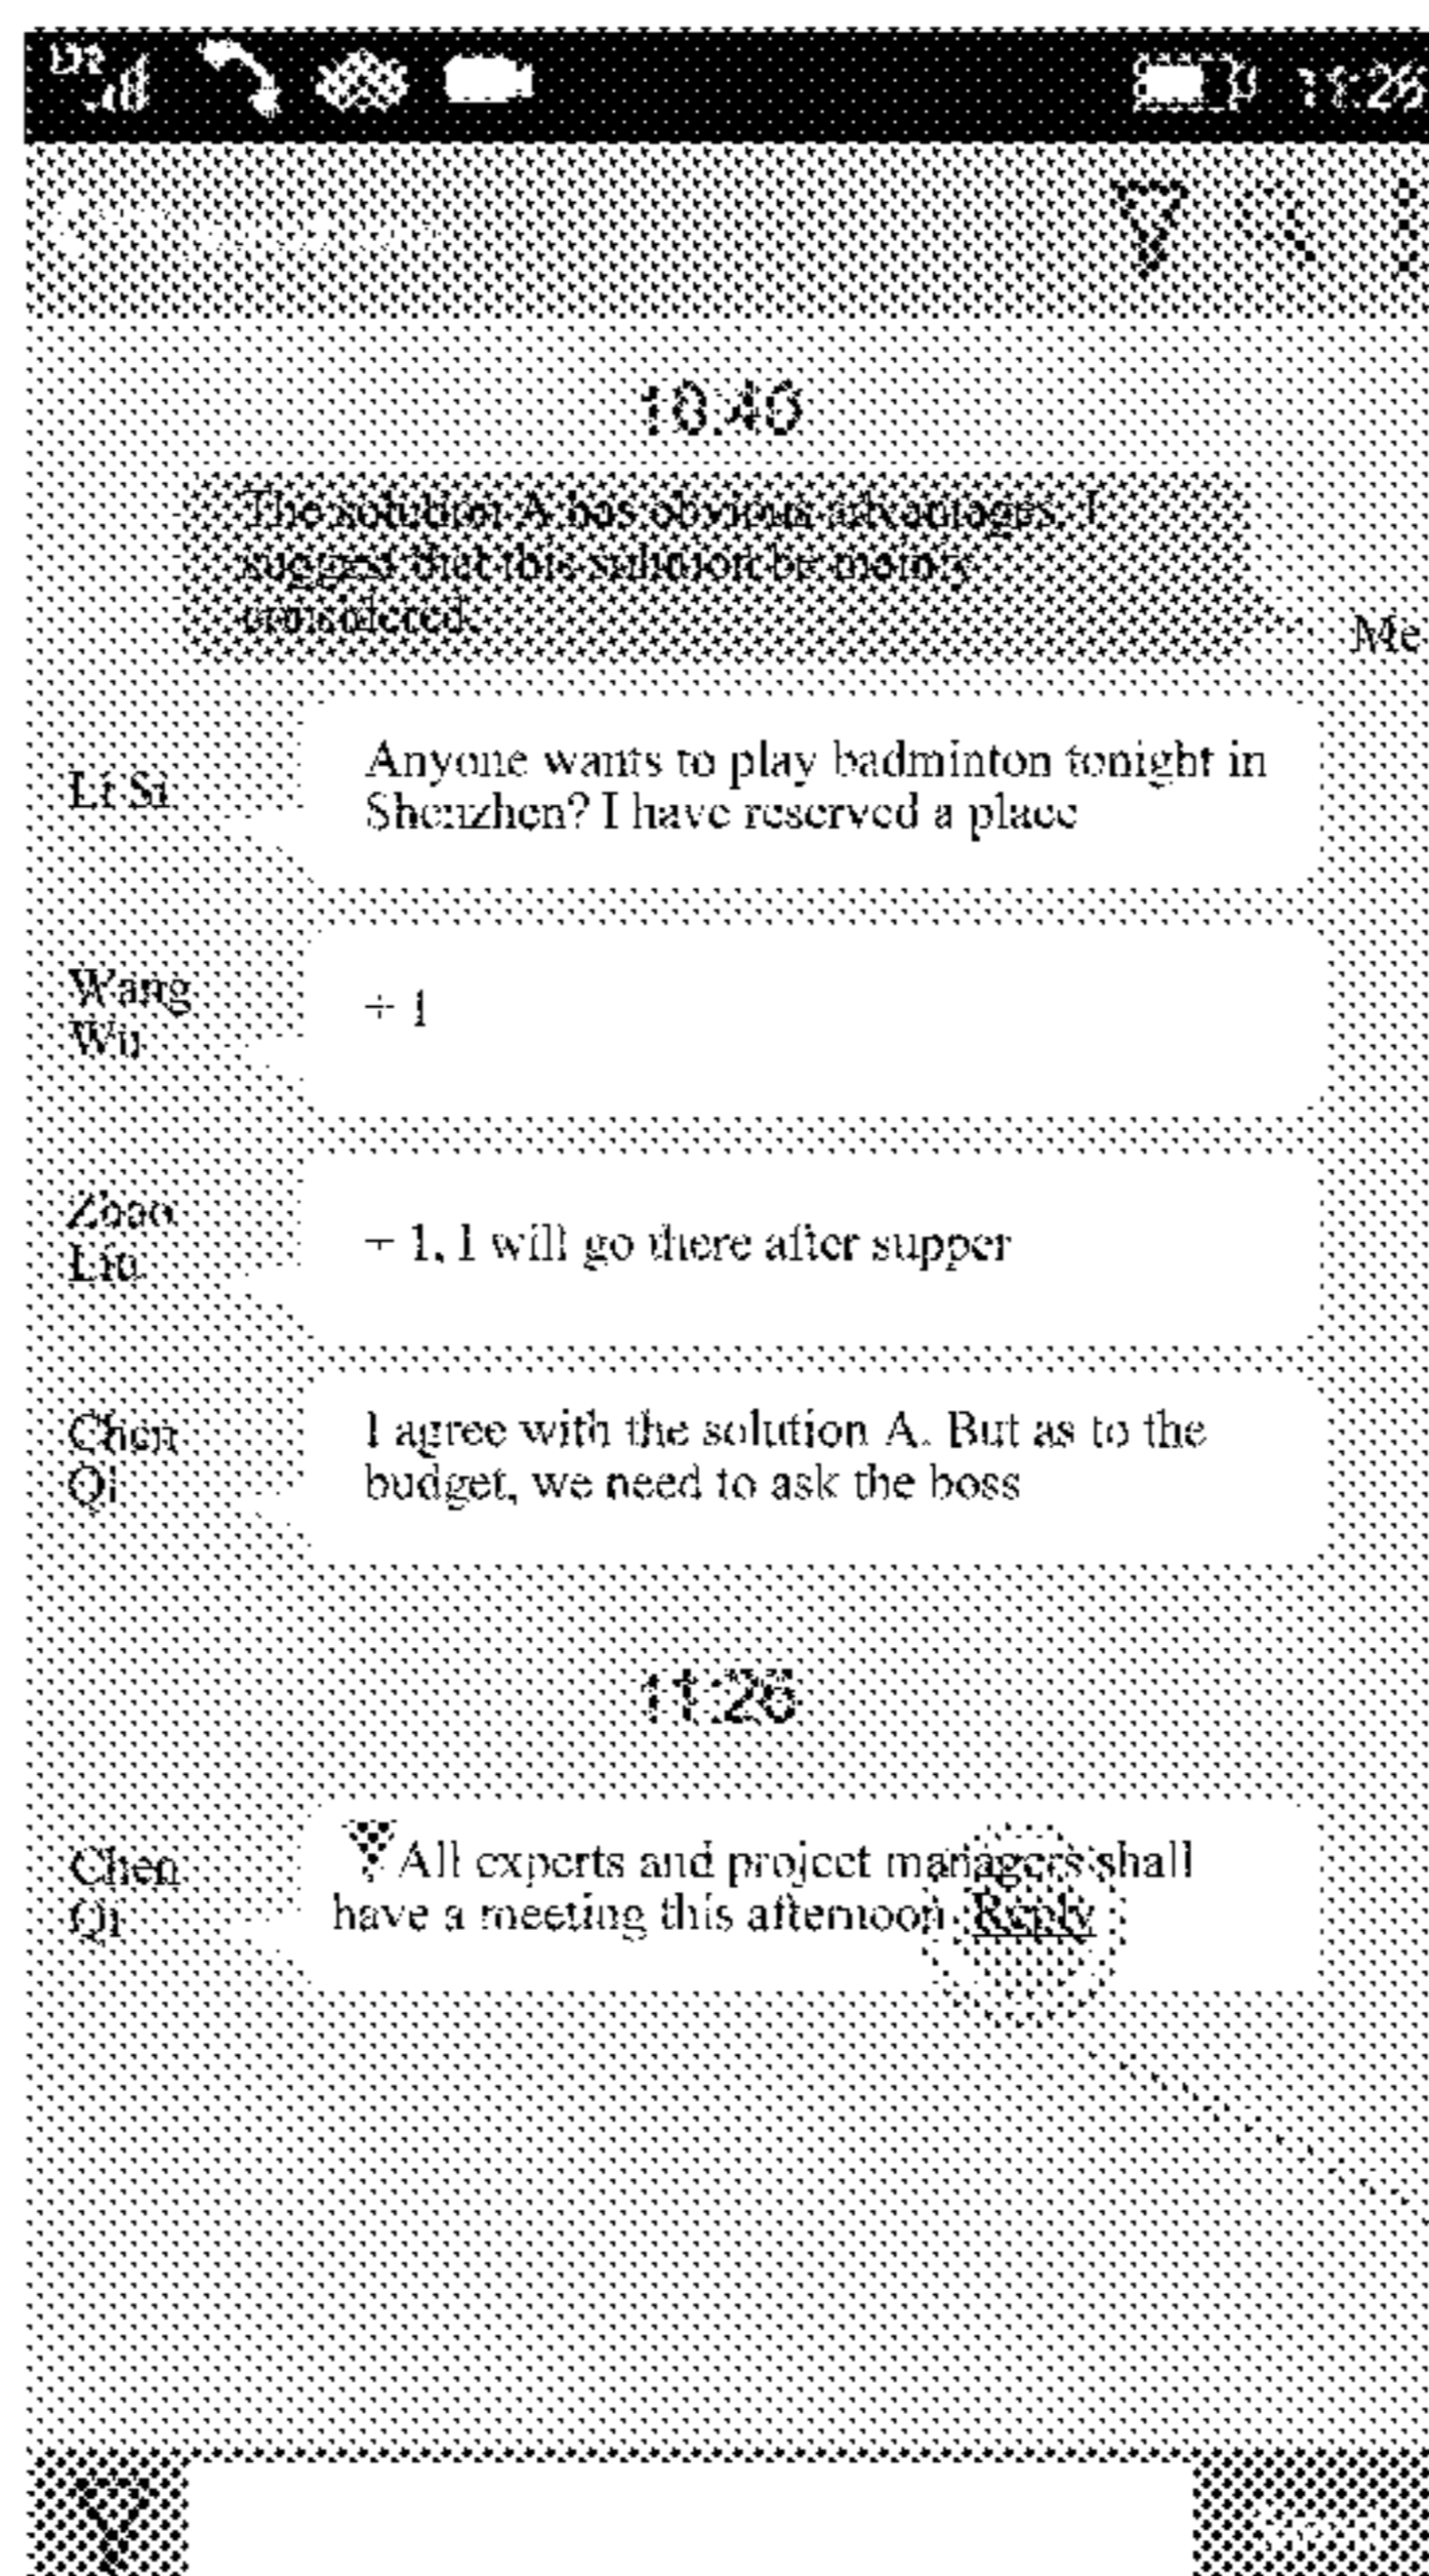 11:26
10:46
The solution A has obvious advantages. I
suggest that this solution be mainly
considered.
Me
Li Si
Anyone wants to play badminton tonight in
Shenzhen? I have reserved a place
Wang
Wu
+ 1
Zhao
Liu
+ 1, I will go there after supper
Chen
Qi
I agree with the solution A. But as to the
budget, we need to ask the boss
11:26
Chen
Qi
All experts and project managers shall
have a meeting this afternoon. Reply